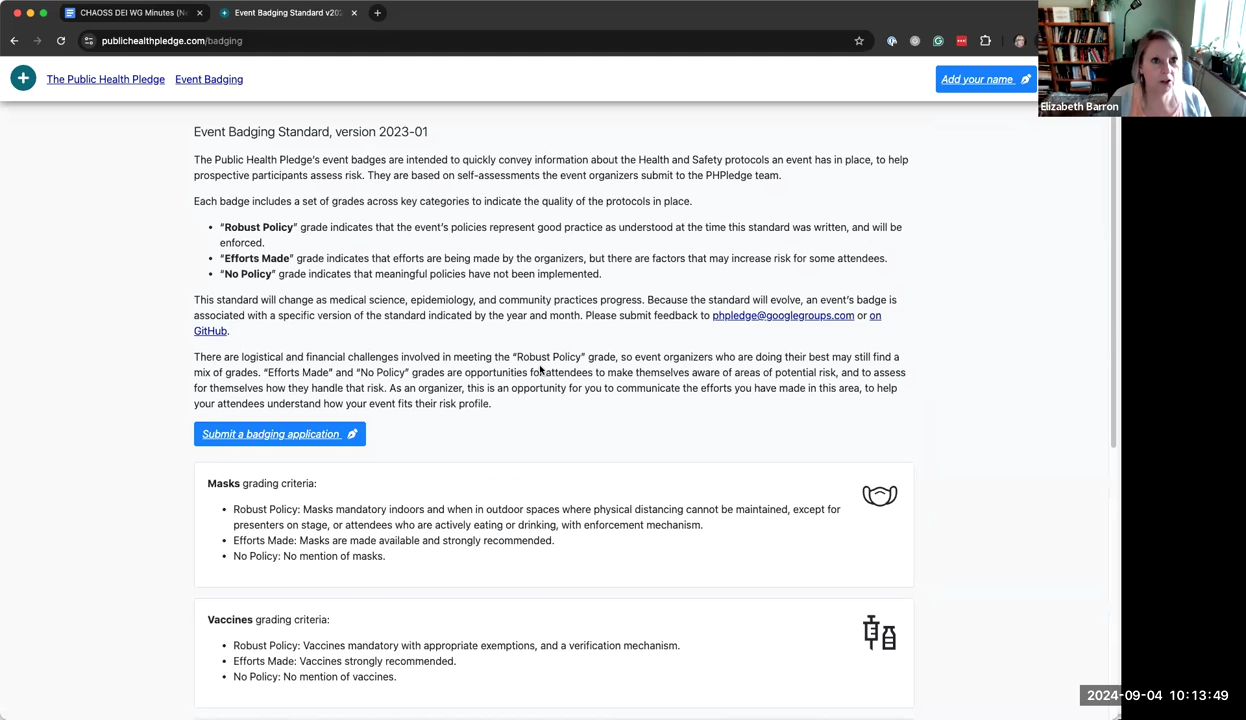 CHAOSS DEI WG Minutes (N
Event Badging Standard v202
publichealthpledge.com/badging
The Public Health Pledge
Event Badging
Add your name
Elizabeth Barron
Event Badging Standard, version 2023-01
The Public Health Pledge's event badges are intended to quickly convey information about the Health and Safety protocols an event has in place, to help
prospective participants assess risk. They are based on self-assessments the event organizers submit to the PHPledge team.
Each badge includes a set of grades across key categories to indicate the quality of the protocols in place.
• “Robust Policy” grade indicates that the event's policies represent good practice as understood at the time this standard was written, and will be
enforced.
• “Efforts Made” grade indicates that efforts are being made by the organizers, but there are factors that may increase risk for some attendees.
• “No Policy” grade indicates that meaningful policies have not been implemented.
This standard will change as medical science, epidemiology, and community practices progress. Because the standard will evolve, an event's badge is
associated with a specific version of the standard indicated by the year and month. Please submit feedback to phpledge@googlegroups.com or on
GitHub.
There are logistical and financial challenges involved in meeting the “Robust Policy” grade, so event organizers who are doing their best may still find a
mix of grades. “Efforts Made” and “No Policy” grades are opportunities for attendees to make themselves aware of areas of potential risk, and to assess
for themselves how they handle that risk. As an organizer, this is an opportunity for you to communicate the efforts you have made in this area, to help
your attendees understand how your event fits their risk profile.
Submit a badging application
Masks grading criteria:
• Robust Policy: Masks mandatory indoors and when in outdoor spaces where physical distancing cannot be maintained, except for
presenters on stage, or attendees who are actively eating or drinking, with enforcement mechanism.
• Efforts Made: Masks are made available and strongly recommended.
• No Policy: No mention of masks.
Vaccines grading criteria:
• Robust Policy: Vaccines mandatory with appropriate exemptions, and a verification mechanism.
• Efforts Made: Vaccines strongly recommended.
• No Policy: No mention of vaccines.
2024-09-04 10:13:49